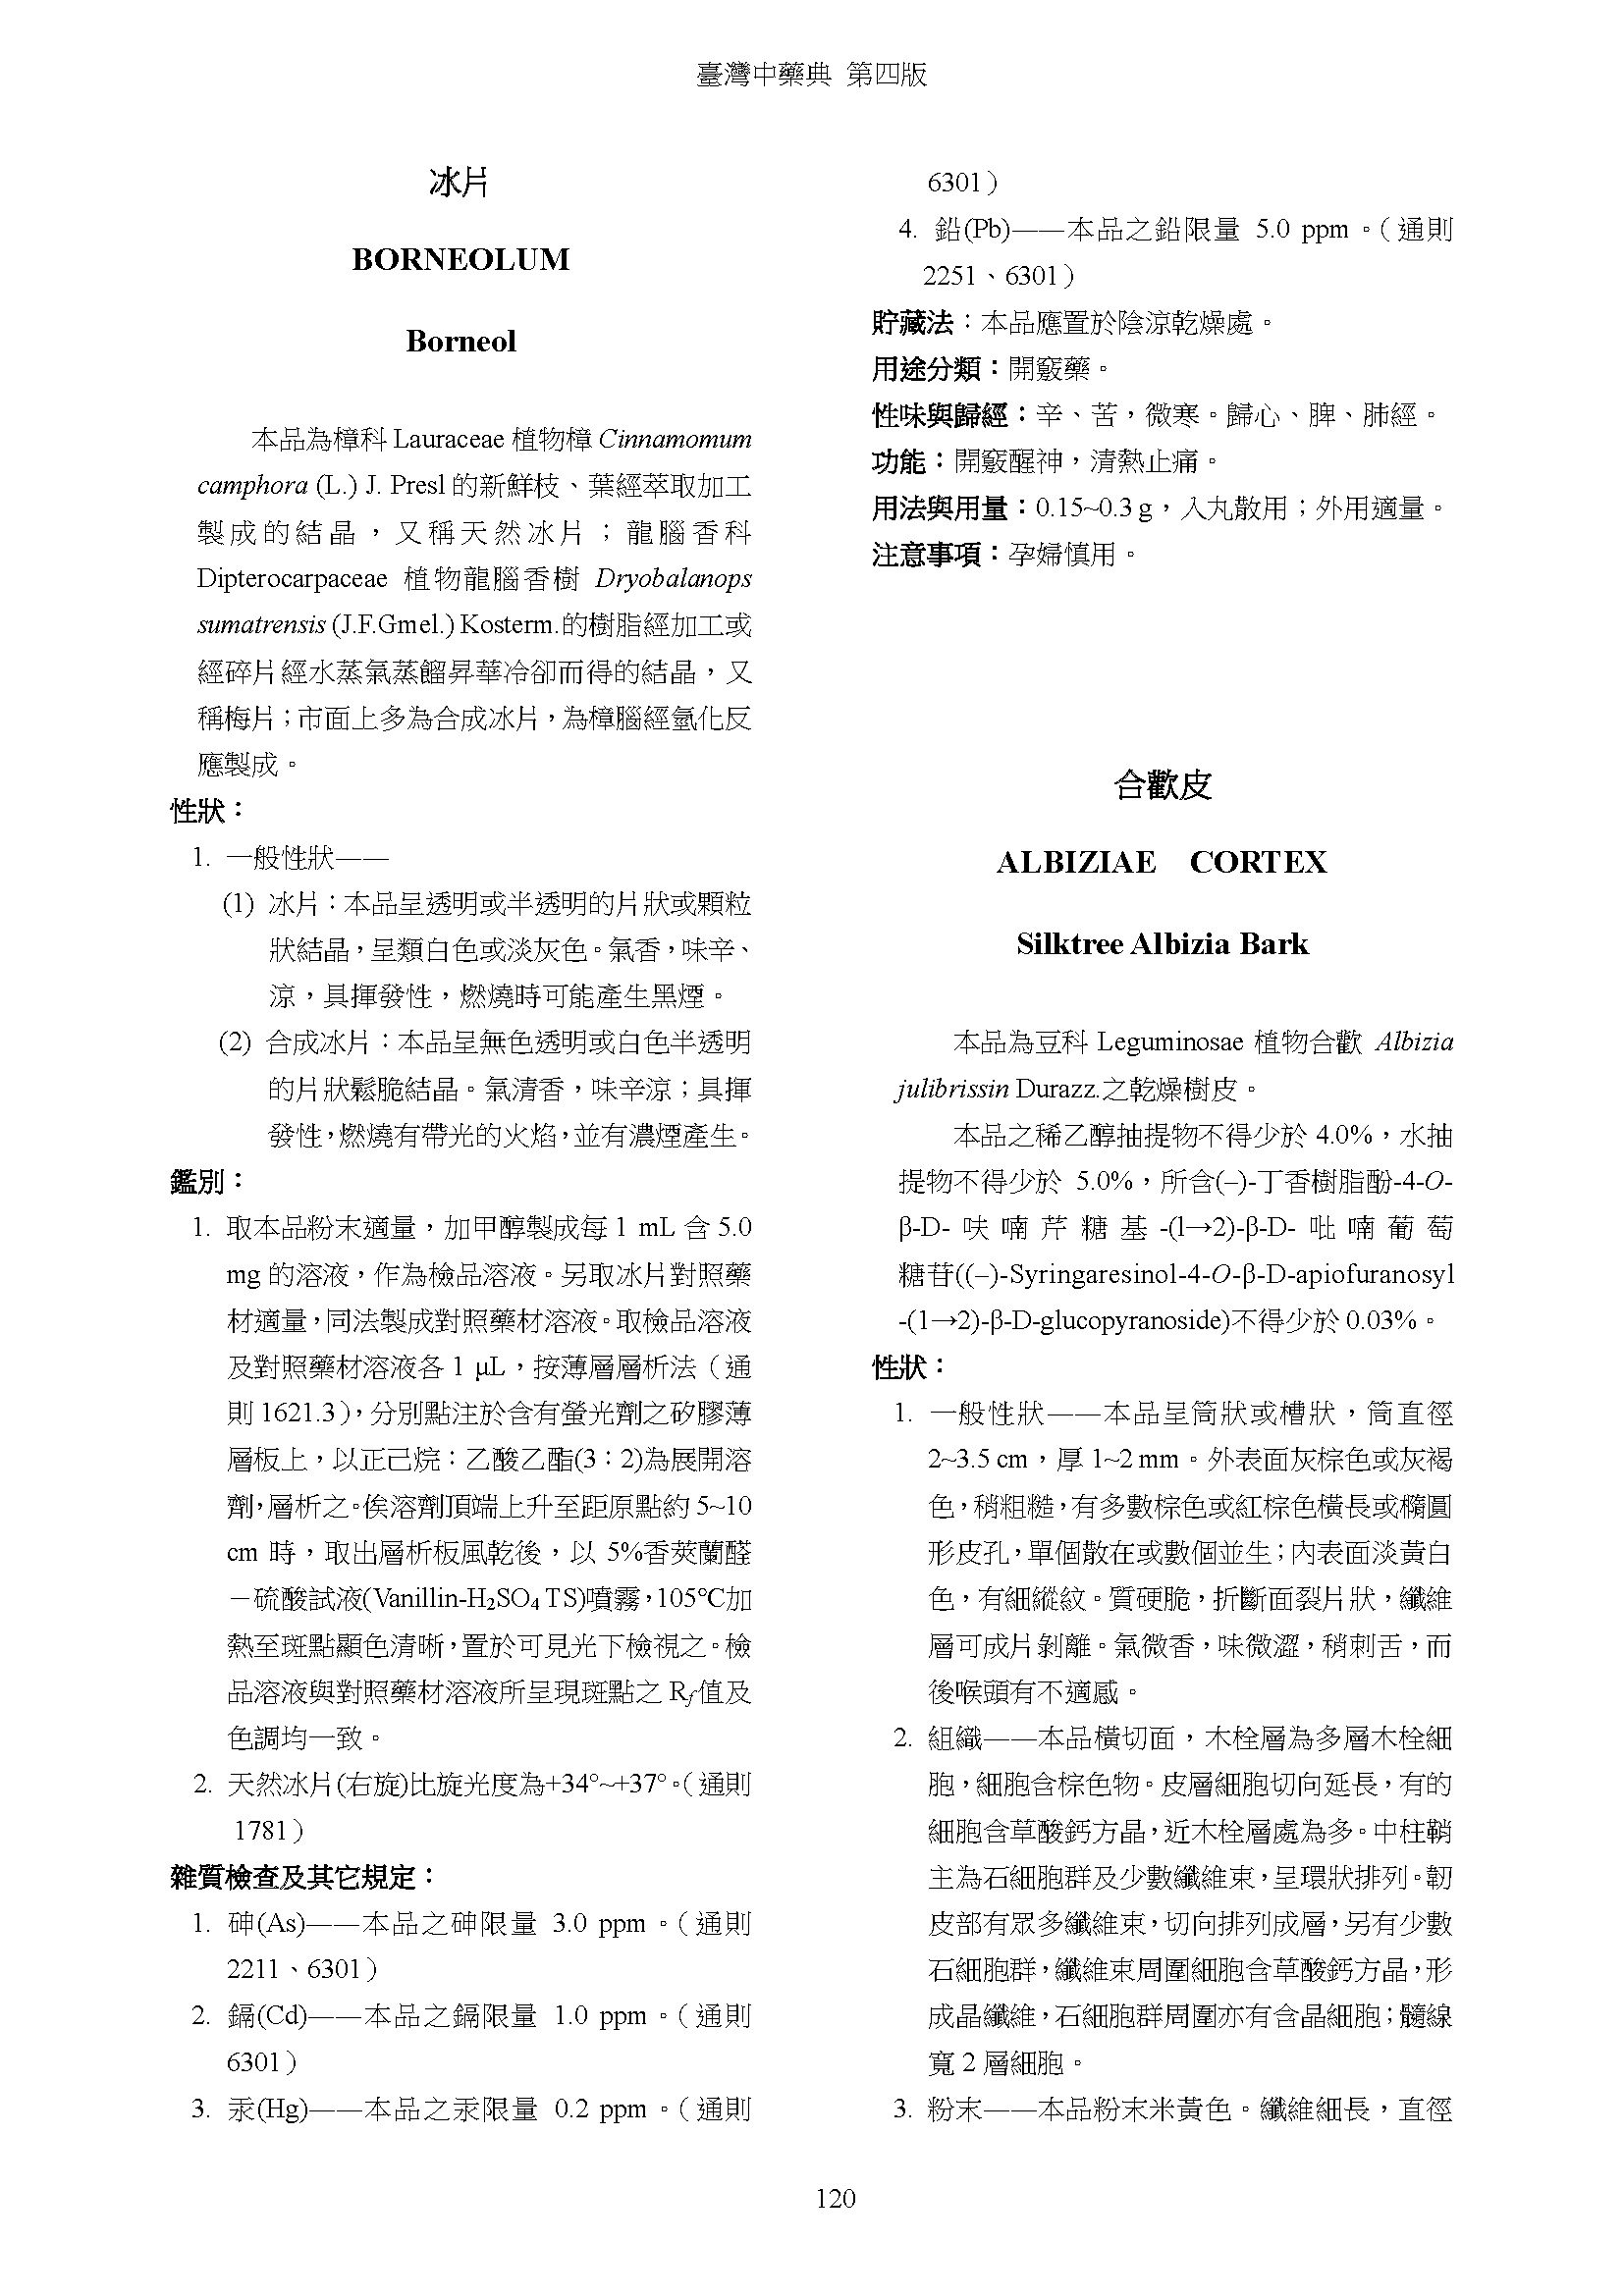 臺灣中藥典 第四版
冰片
BORNEOLUM
Borneol
本品為樟科 Lauraceae 植物樟 Cinnamomum
camphora (L.) J. Presl 的新鮮枝、葉經萃取加工
製成的結晶，又稱天然冰片；龍腦香科
Dipterocarpaceae 植物龍腦香樹 Dryobalanops
sumatrensis (J.F.Gmel.) Kosterm.的樹脂經加工或
經碎片經水蒸氣蒸餾昇華冷卻而得的結晶，又
稱梅片；市面上多為合成冰片，為樟腦經氫化反
應製成。
性狀：
1. 一般性狀——
(1) 冰片：本品呈透明或半透明的片狀或顆粒
狀結晶，呈類白色或淡灰色。氣香，味辛、
涼，具揮發性，燃燒時可能產生黑煙。
(2) 合成冰片：本品呈無色透明或白色半透明
的片狀鬆脆結晶。氣清香，味辛涼；具揮
發性，燃燒有帶光的火焰，並有濃煙產生。
鑑別：
1. 取本品粉末適量，加甲醇製成每 1 mL 含 5.0
mg 的溶液，作為檢品溶液。另取冰片對照藥
材適量，同法製成對照藥材溶液。取檢品溶液
及對照藥材溶液各 1 μL，按薄層層析法（通
則 1621.3），分別點注於含有螢光劑之矽膠薄
層板上，以正己烷：乙酸乙酯(3：2)為展開溶
劑，層析之。俟溶劑頂端上升至距原點約 5~10
cm 時，取出層析板風乾後，以 5%香莢蘭醛
－硫酸試液(Vanillin-H₂SO₄ TS)噴霧，105°C加
熱至斑點顯色清晰，置於可見光下檢視之。檢
品溶液與對照藥材溶液所呈現斑點之 Rf值及
色調均一致。
2. 天然冰片(右旋)比旋光度為+34°~+37°。（通則
1781）
雜質檢查及其它規定：
1. 砷(As)——本品之砷限量 3.0 ppm。（通則
2211、6301）
2. 鎘(Cd)——本品之鎘限量 1.0 ppm。（通則
6301）
3. 汞(Hg)——本品之汞限量 0.2 ppm。（通則
6301）
4. 鉛(Pb)——本品之鉛限量 5.0 ppm。（通則
2251、6301）
貯藏法：本品應置於陰涼乾燥處。
用途分類：開竅藥。
性味與歸經：辛、苦，微寒。歸心、脾、肺經。
功能：開竅醒神，清熱止痛。
用法與用量：0.15~0.3 g，入丸散用；外用適量。
注意事項：孕婦慎用。
合歡皮
ALBIZIAE CORTEX
Silktree Albizia Bark
本品為豆科 Leguminosae 植物合歡 Albizia
julibrissin Durazz.之乾燥樹皮。
本品之稀乙醇抽提物不得少於 4.0%，水抽
提物不得少於 5.0%，所含(–)-丁香樹脂酚-4-O-
β-D-呋喃芹糖基-(l→2)-β-D-吡喃葡萄
糖苷((–)-Syringaresinol-4-O-β-D-apiofuranosyl
-(1→2)-β-D-glucopyranoside)不得少於 0.03%。
性狀：
1. 一般性狀——本品呈筒狀或槽狀，筒直徑
2~3.5 cm，厚 1~2 mm。外表面灰棕色或灰褐
色，稍粗糙，有多數棕色或紅棕色橫長或橢圓
形皮孔，單個散在或數個並生；內表面淡黃白
色，有細縱紋。質硬脆，折斷面裂片狀，纖維
層可成片剝離。氣微香，味微澀，稍刺舌，而
後喉頭有不適感。
2. 組織——本品橫切面，木栓層為多層木栓細
胞，細胞含棕色物。皮層細胞切向延長，有的
細胞含草酸鈣方晶，近木栓層處為多。中柱鞘
主為石細胞群及少數纖維束，呈環狀排列。韌
皮部有眾多纖維束，切向排列成層，另有少數
石細胞群，纖維束周圍細胞含草酸鈣方晶，形
成晶纖維，石細胞群周圍亦有含晶細胞；髓線
寬 2 層細胞。
3. 粉末——本品粉末米黃色。纖維細長，直徑
120